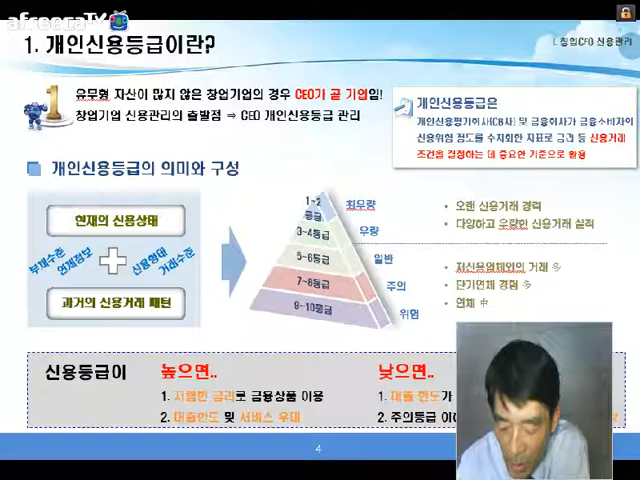 afreecaTV
1. 개인신용등급이란?
Ⅰ. 창업CFO 신용관리
1
유무형 자산이 많지 않은 창업기업의 경우 CEO가 곧 기업임!
창업기업 신용관리의 출발점 ⇒ CEO 개인신용등급 관리
개인신용등급은
개인신용평가회사(CB사) 및 금융회사가 금융소비자의
신용위험 정도를 수치화한 지표로 금리 등 신용거래
조건을 결정하는 데 중요한 기준으로 활용
개인신용등급의 의미와 구성
현재의 신용상태
부채수준
연체정보
신용형태
거래수준
과거의 신용거래 패턴
1~2
등급
3~4등급
5~6등급
7~8등급
9~10등급
최우량
우량
일반
주의
위험
• 오랜 신용거래 경력
• 다양하고 우량한 신용거래 실적
• 저신용업체와의 거래 多
• 단기연체 경험 多
• 연체 中
신용등급이
높으면..
1. 저렴한 금리로 금융상품 이용
2. 대출한도 및 서비스 우대
낮으면..
1. 대출 한도가
2. 주의등급
4